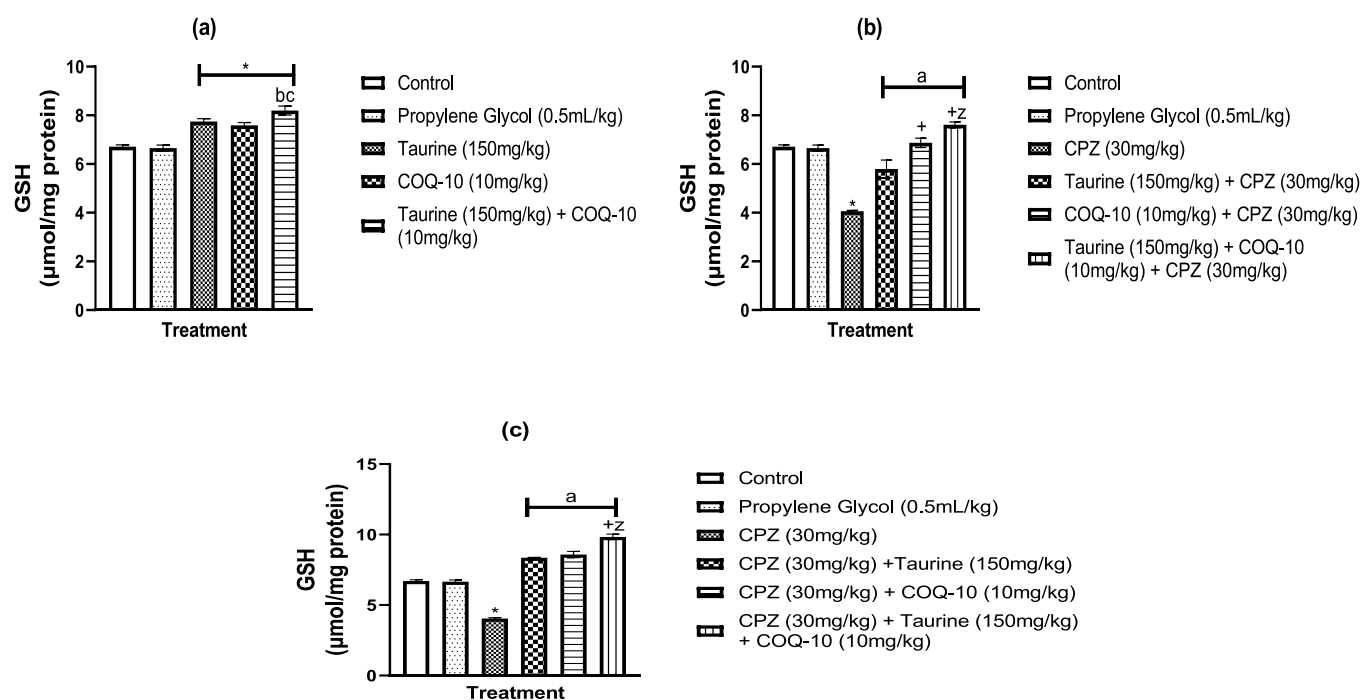 (a)
10
8
6
4
2
0
GSH
(µmol/mg protein)
*
bc
Treatment
Control
Propylene Glycol (0.5mL/kg)
Taurine (150mg/kg)
COQ-10 (10mg/kg)
Taurine (150mg/kg) + COQ-10
(10mg/kg)
(b)
10
8
6
4
2
0
GSH
(µmol/mg protein)
*
a
+
+z
Treatment
Control
Propylene Glycol (0.5mL/kg)
CPZ (30mg/kg)
Taurine (150mg/kg) + CPZ (30mg/kg)
COQ-10 (10mg/kg) + CPZ (30mg/kg)
Taurine (150mg/kg) + COQ-10
(10mg/kg) + CPZ (30mg/kg)
(c)
15
10
5
0
GSH
(µmol/mg protein)
*
a
+z
Treatment
Control
Propylene Glycol (0.5mL/kg)
CPZ (30mg/kg)
CPZ (30mg/kg) +Taurine (150mg/kg)
CPZ (30mg/kg) + COQ-10 (10mg/kg)
CPZ (30mg/kg) + Taurine (150mg/kg)
+ COQ-10 (10mg/kg)